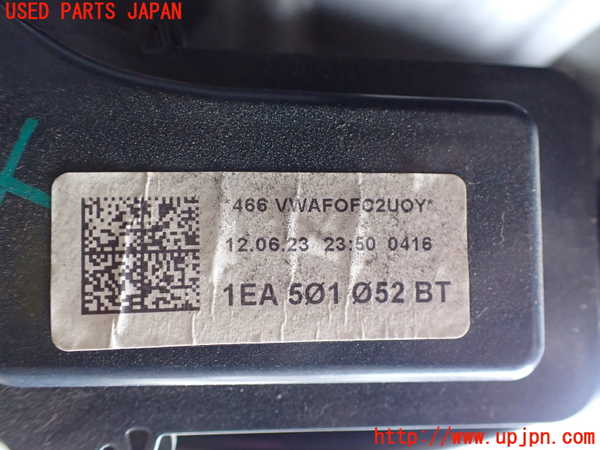 USED PARTS JAPAN
*466 VWAFOFC2UOY*
12.06.23 23:50 0416
1EA 5Ø1 Ø52 BT
http://www.upjpn.com/